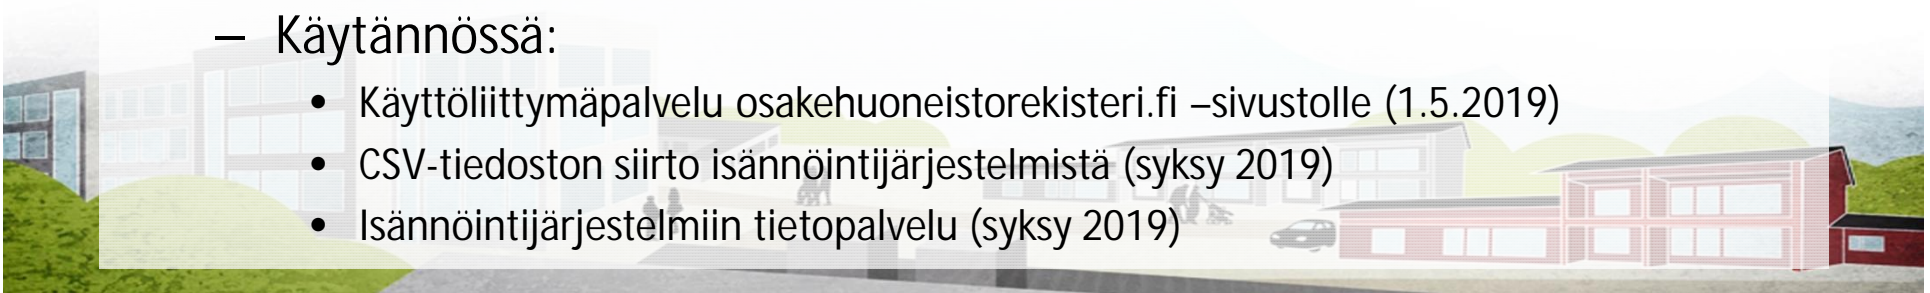 – Käytännössä:
• Käyttöliittymäpalvelu osakehuoneistorekisteri.fi –sivustolle (1.5.2019)
• CSV-tiedoston siirto isännöintijärjestelmistä (syksy 2019)
• Isännöintijärjestelmiin tietopalvelu (syksy 2019)